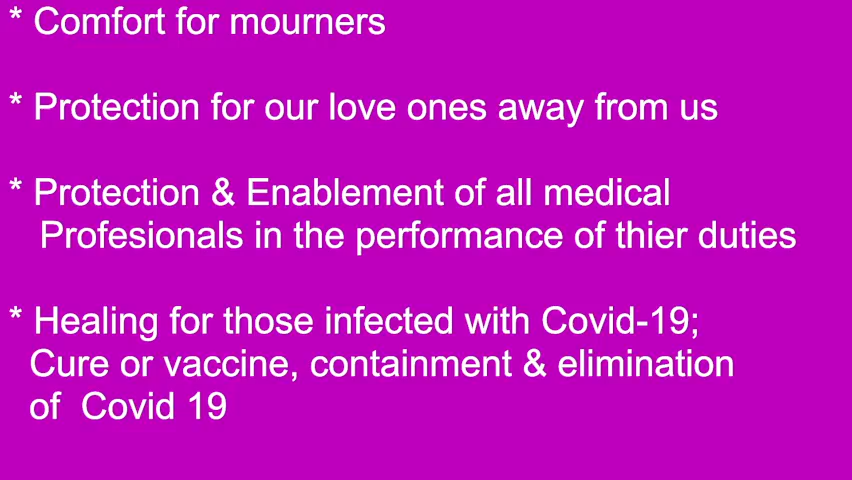 * Comfort for mourners
* Protection for our love ones away from us
* Protection & Enablement of all medical
Profesionals in the performance of thier duties
* Healing for those infected with Covid-19;
Cure or vaccine, containment & elimination
of  Covid 19